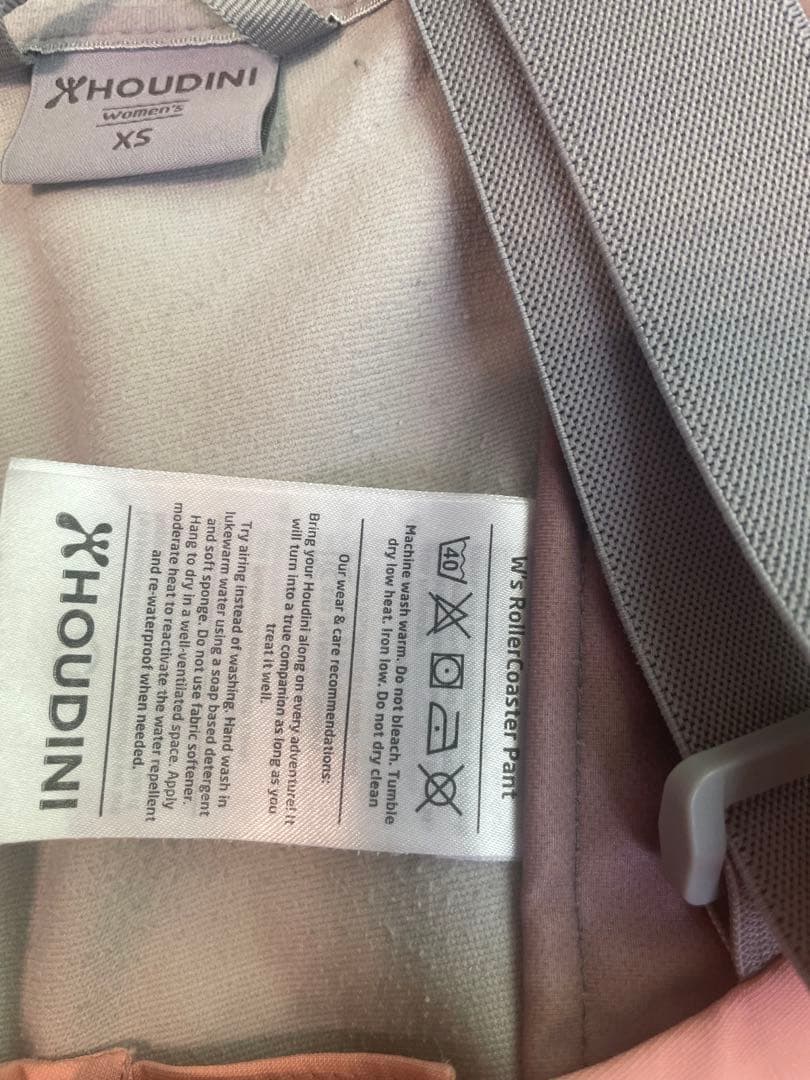 HOUDINI
Women's
XS
W's RollerCoaster Pant
40
Machine wash warm. Do not bleach. Tumble
dry low heat. Iron low. Do not dry clean
Our wear & care recommendations:
Bring your Houdini along on every adventure! It
will turn into a true companion as long as you
treat it well.
Try airing instead of washing. Hand wash in
lukewarm water using a soap based detergent
and soft sponge. Do not use fabric softener.
Hang to dry in a well-ventilated space. Apply
moderate heat to reactivate the water repellent
and re-waterproof when needed.
HOUDINI